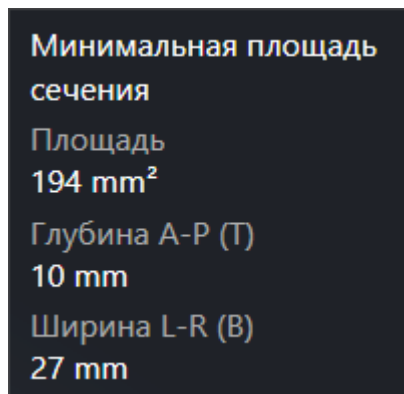 Минимальная площадь
сечения
Площадь
194 mm²
Глубина A-P (T)
10 mm
Ширина L-R (B)
27 mm